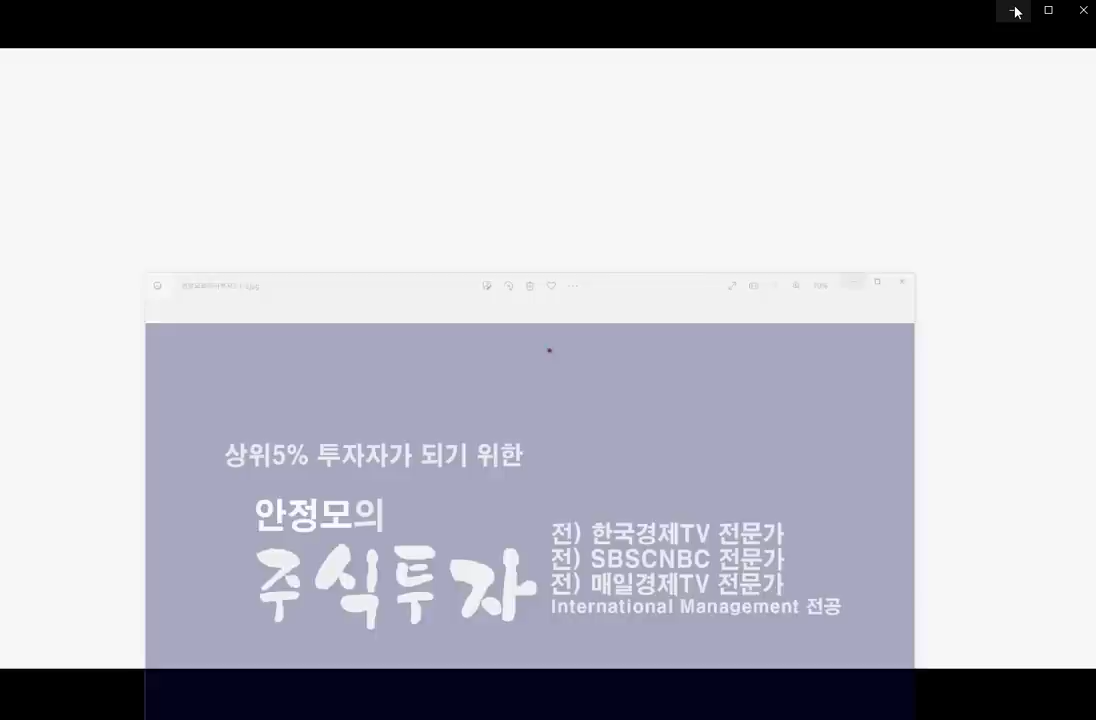 상위5% 투자자가 되기 위한
안정모의
주식투자
전) 한국경제TV 전문가
전) SBSCNBC 전문가
전) 매일경제TV 전문가
International Management 전공